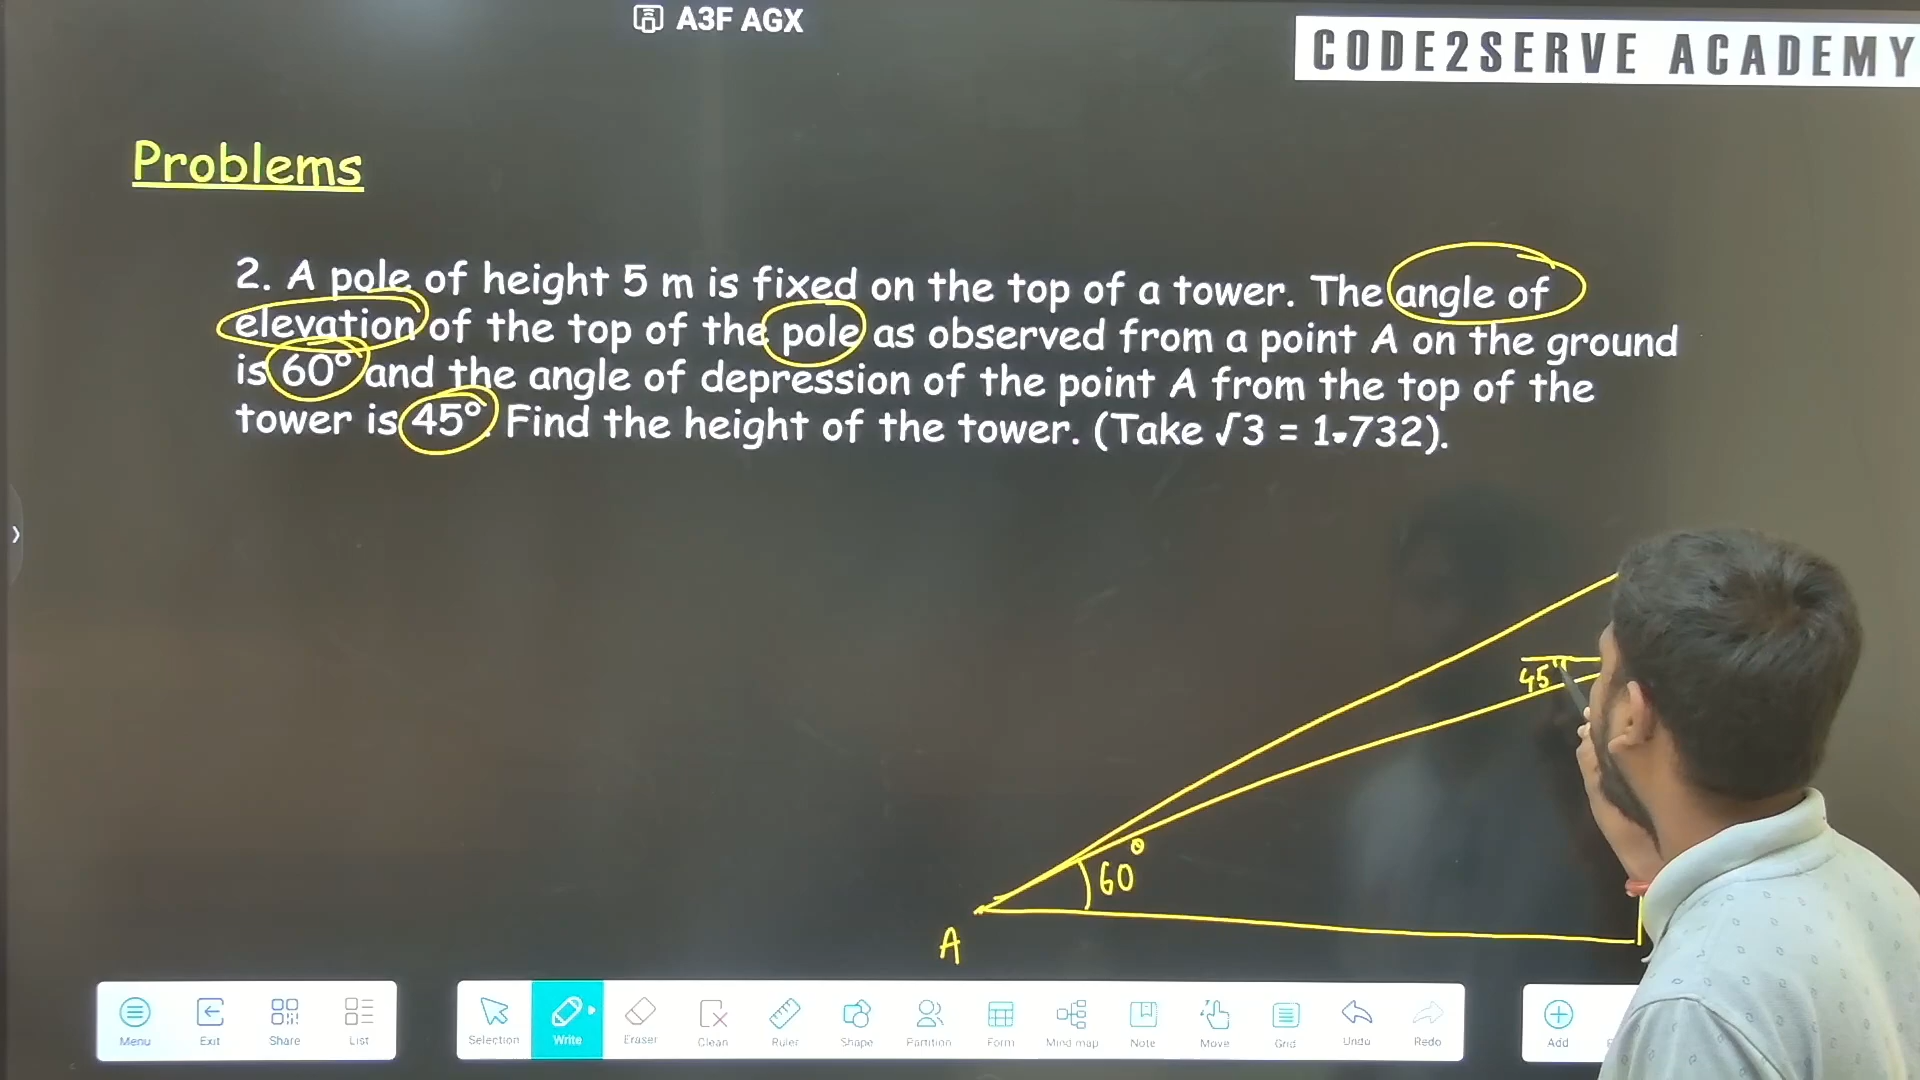 A3F AGX
CODE2SERVE ACADEMY
Problems
2. A pole of height 5 m is fixed on the top of a tower. The angle of
elevation of the top of the pole as observed from a point A on the ground
is 60° and the angle of depression of the point A from the top of the
tower is 45°. Find the height of the tower. (Take √3 = 1.732).
45°
60°
A
Menu Exit Share List Selection Write Eraser Clean Ruler Shape Partition Form Mind map Note Move Grid Undo Redo Add